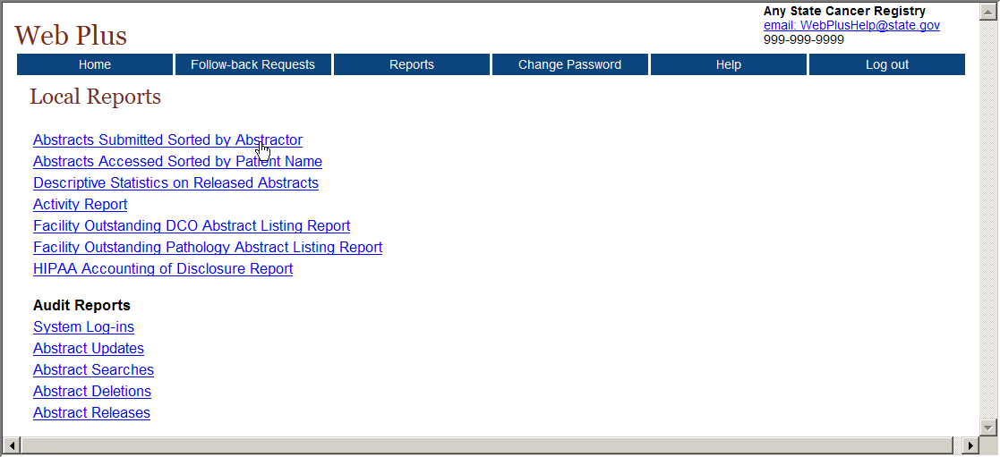 Any State Cancer Registry
Web Plus
email: WebPlusHelp@state.gov
999-999-9999
Home Follow-back Requests Reports Change Password Help Log out
Local Reports
Abstracts Submitted Sorted by Abstractor
Abstracts Accessed Sorted by Patient Name
Descriptive Statistics on Released Abstracts
Activity Report
Facility Outstanding DCO Abstract Listing Report
Facility Outstanding Pathology Abstract Listing Report
HIPAA Accounting of Disclosure Report
Audit Reports
System Log-ins
Abstract Updates
Abstract Searches
Abstract Deletions
Abstract Releases